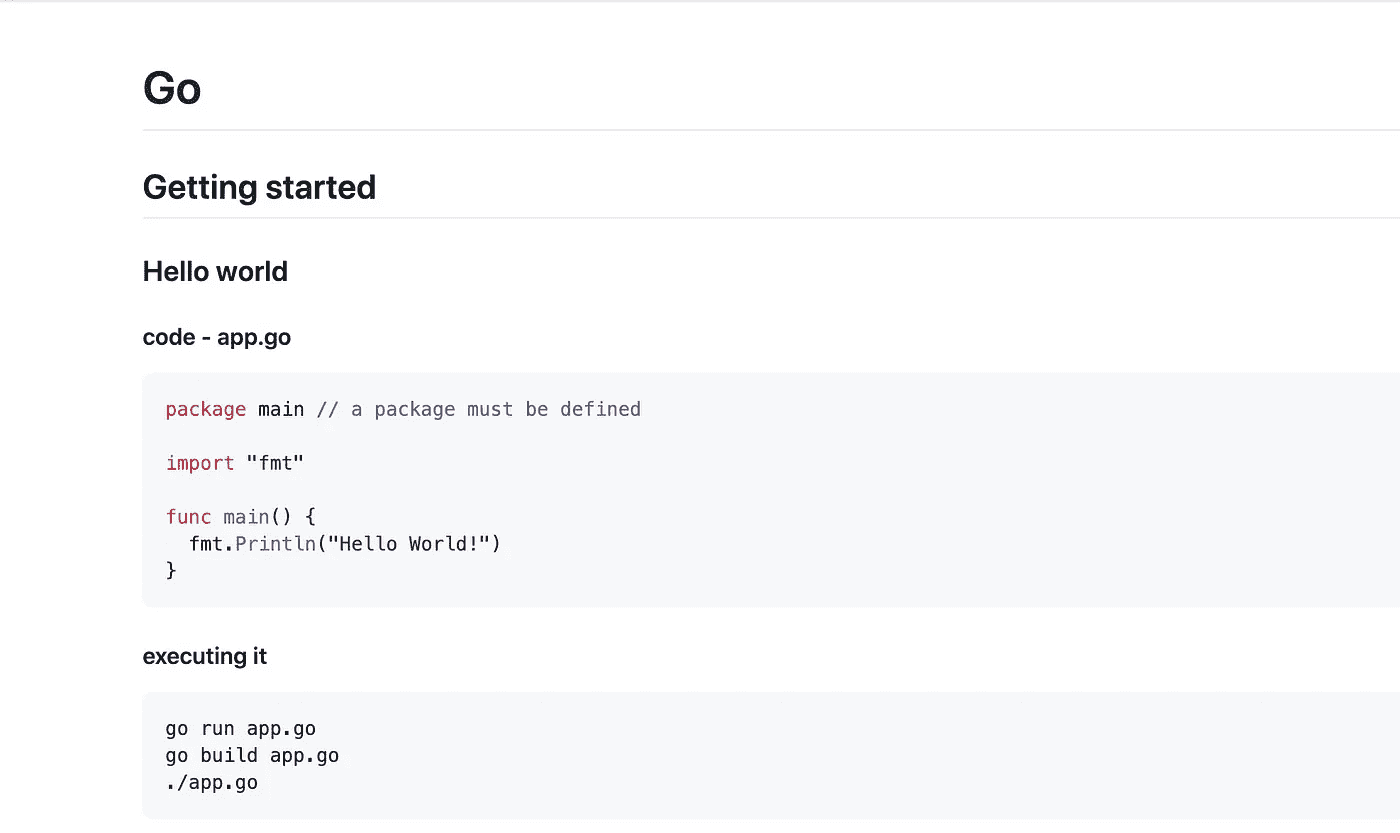 Go
Getting started
Hello world
code - app.go
package main // a package must be defined
import "fmt"
func main() {
fmt.Println("Hello World!")
}
executing it
go run app.go
go build app.go
./app.go